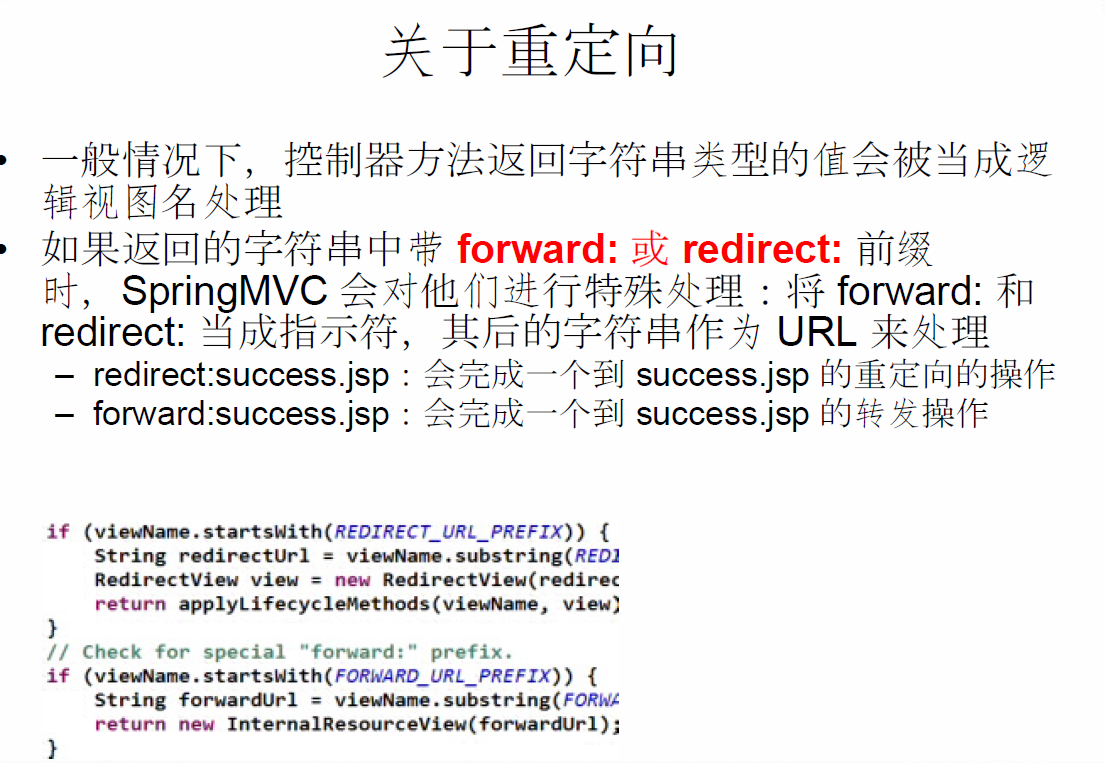 关于重定向
• 一般情况下，控制器方法返回字符串类型的值会被当成逻
辑视图名处理
• 如果返回的字符串中带 forward: 或 redirect: 前缀
时，SpringMVC 会对他们进行特殊处理：将 forward: 和
redirect: 当成指示符，其后的字符串作为 URL 来处理
– redirect:success.jsp：会完成一个到 success.jsp 的重定向的操作
– forward:success.jsp：会完成一个到 success.jsp 的转发操作
if (viewName.startsWith(REDIRECT_URL_PREFIX)) {
    String redirectUrl = viewName.substring(REDI
    RedirectView view = new RedirectView(redirec
    return applyLifecycleMethods(viewName, view)
}
// Check for special "forward:" prefix.
if (viewName.startsWith(FORWARD_URL_PREFIX)) {
    String forwardUrl = viewName.substring(FORWA
    return new InternalResourceView(forwardUrl);
}